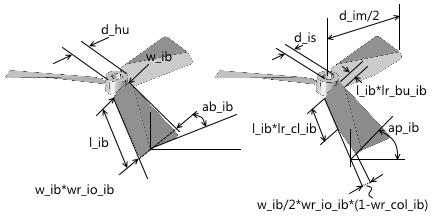 d_hu
w_ib
ab_ib
l_ib
w_ib*wr_io_ib
d_im/2
d_is
l_ib*lr_bu_ib
l_ib*lr_cl_ib
ap_ib
w_ib/2*wr_io_ib*(1-wr_col_ib)